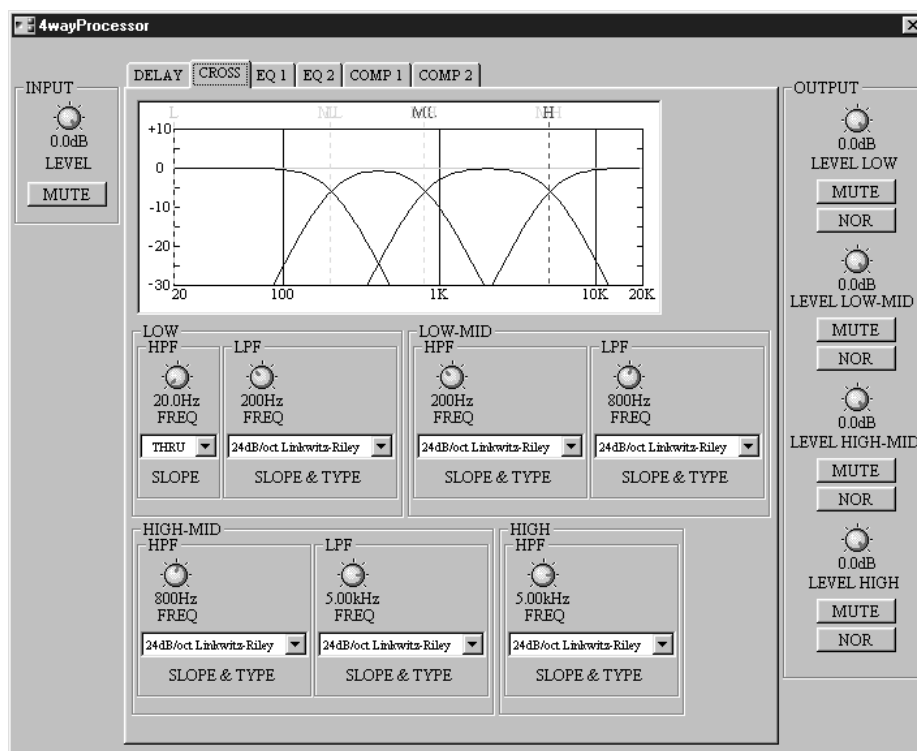 4wayProcessor
DELAY CROSS EQ 1 EQ 2 COMP 1 COMP 2
INPUT
0.0dB
LEVEL
MUTE
L H
+10
0
-10
-20
-30
20 100 1K 10K 20K
LOW
HPF
20.0Hz
FREQ
THRU
SLOPE
LPF
200Hz
FREQ
24dB/oct Linkwitz-Riley
SLOPE & TYPE
LOW-MID
HPF
200Hz
FREQ
24dB/oct Linkwitz-Riley
SLOPE & TYPE
LPF
800Hz
FREQ
24dB/oct Linkwitz-Riley
SLOPE & TYPE
HIGH-MID
HPF
800Hz
FREQ
24dB/oct Linkwitz-Riley
SLOPE & TYPE
LPF
5.00kHz
FREQ
24dB/oct Linkwitz-Riley
SLOPE & TYPE
HIGH
HPF
5.00kHz
FREQ
24dB/oct Linkwitz-Riley
SLOPE & TYPE
OUTPUT
0.0dB
LEVEL LOW
MUTE
NOR
0.0dB
LEVEL LOW-MID
MUTE
NOR
0.0dB
LEVEL HIGH-MID
MUTE
NOR
0.0dB
LEVEL HIGH
MUTE
NOR